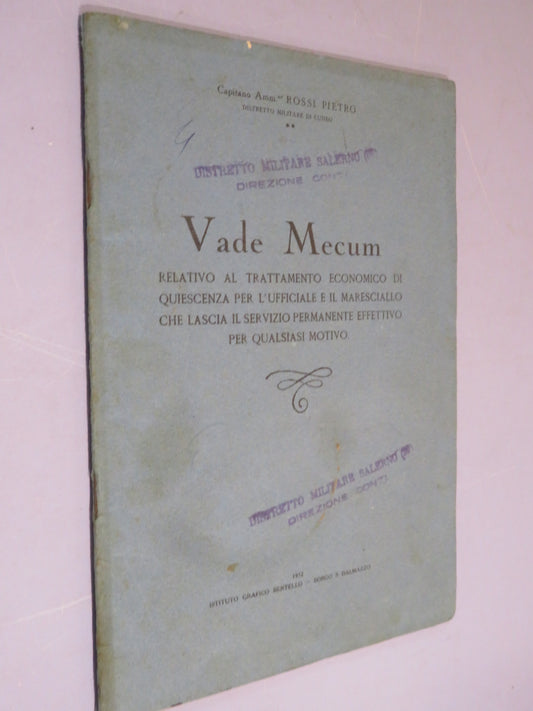 Capitano Amm.re ROSSI PIETRO
DISTRETTO MILITARE DI CUNEO
**
DISTRETTO MILITARE SALERNO
DIREZIONE CONTI
Vade Mecum
RELATIVO AL TRATTAMENTO ECONOMICO DI
QUIESCENZA PER L'UFFICIALE E IL MARESCIALLO
CHE LASCIA IL SERVIZIO PERMANENTE EFFETTIVO
PER QUALSIASI MOTIVO.
DISTRETTO MILITARE SALERNO
DIREZIONE CONTI
1952
ISTITUTO GRAFICO BERTELLO - BORGO S. DALMAZZO